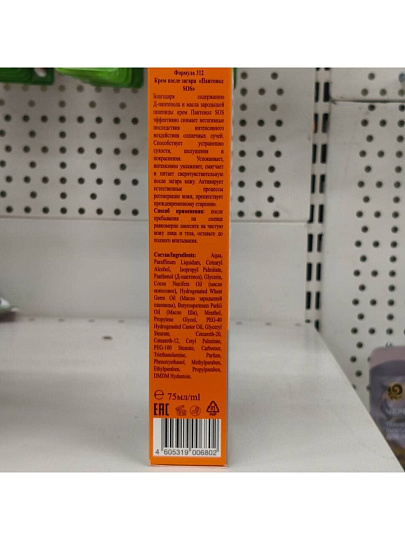 Формула 312
Крем после загара «Пантенол
SOS»
Благодаря содержанию
Д-пантенола и масла зародышей
пшеницы крем Пантенол SOS
эффективно снимает негативные
последствия интенсивного
воздействия солнечных лучей.
Способствует устранению
сухости, шелушения и
покраснения. Успокаивает,
интенсивно увлажняет, смягчает
и питает сверхчувствительную
после загара кожу. Активирует
естественные процессы
регенерации кожи, препятствует
преждевременному старению.
Способ применения: после
пребывания на солнце
равномерно нанесите на чистую
кожу лица и тела, оставьте до
полного впитывания.
Состав/Ingredients: Aqua,
Paraffinum Liquidum, Cetearyl
Alcohol, Isopropyl Palmitate,
Panthenol (Д-пантенол), Glycerin,
Cocos Nucifera Oil (масло
кокосовое), Hydrogenated Wheat
Germ Oil (Масло зародышей
пшеницы), Butyrospermum Parkii
Oil (Масло Ши), Menthol,
Propylene Glycol, PEG-40
Hydrogenated Castor Oil, Glyceryl
Stearate, Ceteareth-20,
Ceteareth-12, Cetyl Palmitate,
PEG-100 Stearate, Carbomer,
Triethanolamine, Parfum,
Phenoxyethanol, Methylparaben,
Ethylparaben, Propylparaben,
DMDM Hydantoin.
℮ 75мл/ml
EAC
4 605319 006802